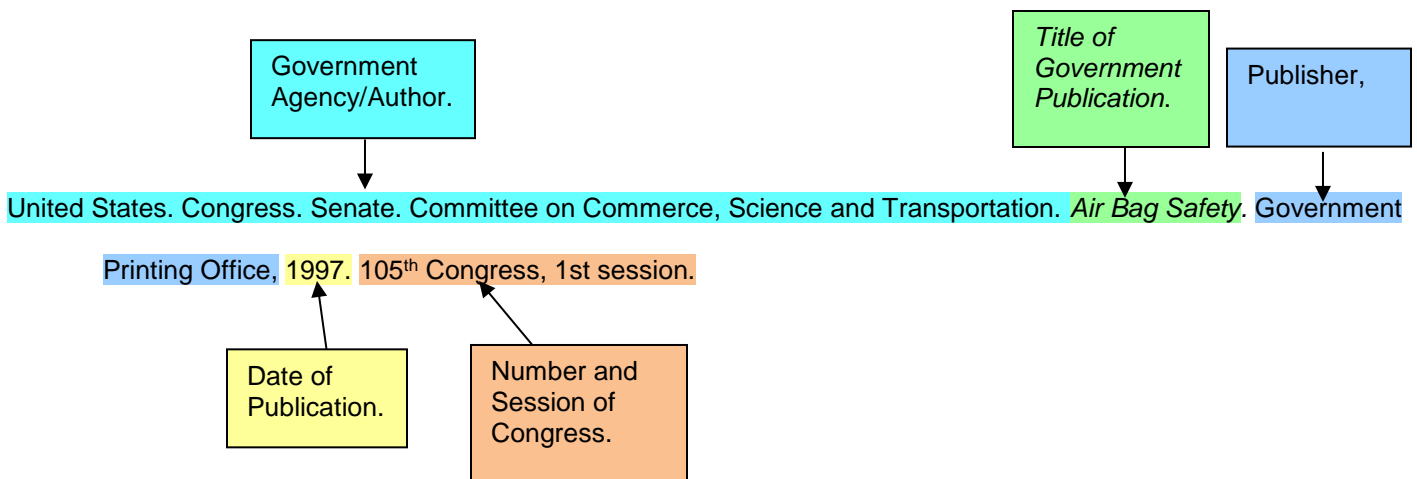 Government
Agency/Author.
Title of
Government
Publication.
Publisher,
United States. Congress. Senate. Committee on Commerce, Science and Transportation. Air Bag Safety. Government
Printing Office, 1997. 105th Congress, 1st session.
Date of
Publication.
Number and
Session of
Congress.